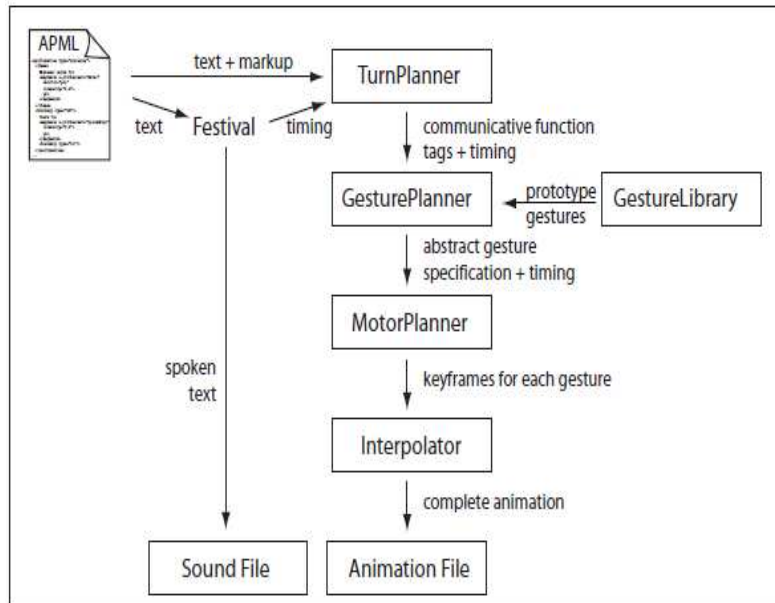 APML
text + markup
TurnPlanner
text
Festival
timing
communicative function
tags + timing
GesturePlanner
prototype
gestures
GestureLibrary
abstract gesture
specification + timing
MotorPlanner
spoken
text
keyframes for each gesture
Interpolator
complete animation
Sound File
Animation File